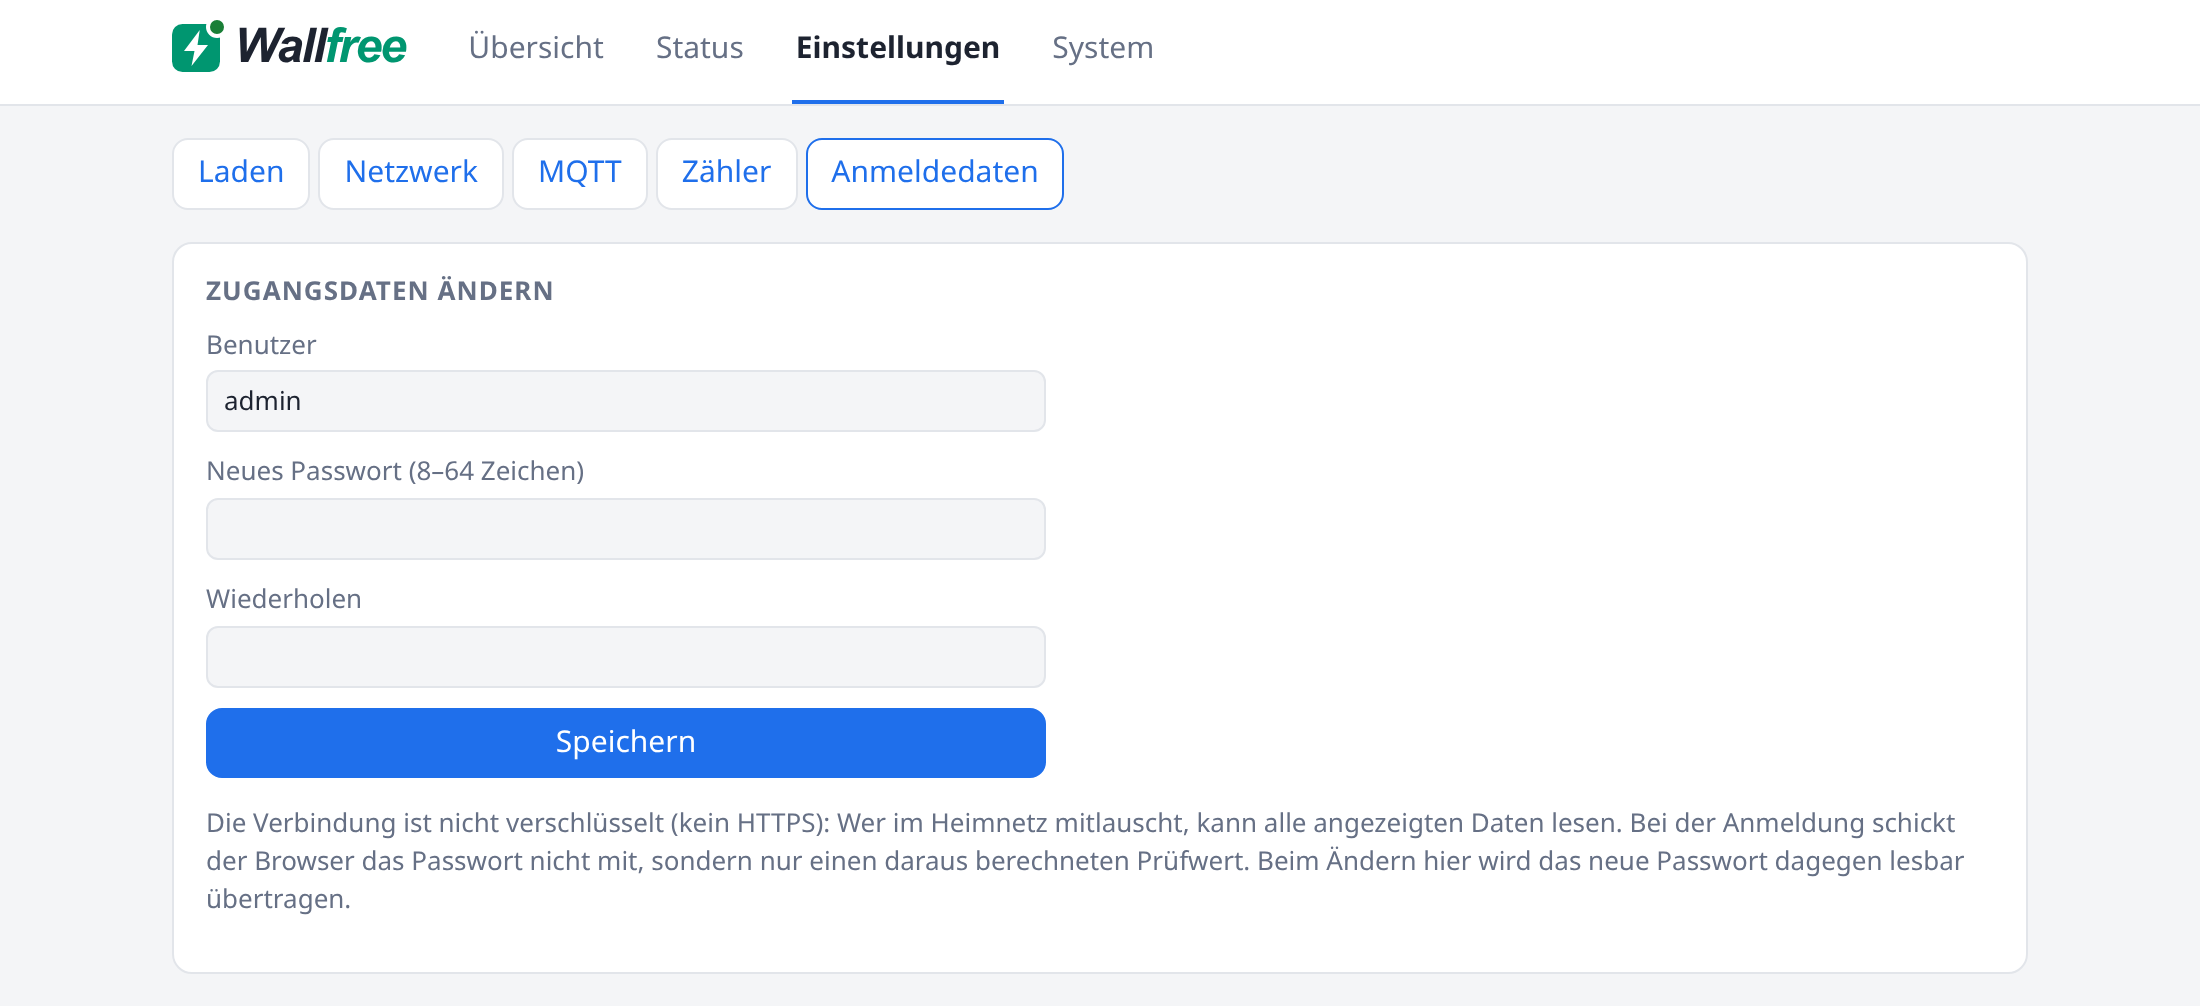 Wallfree Übersicht Status Einstellungen System
Laden Netzwerk MQTT Zähler Anmeldedaten
ZUGANGSDATEN ÄNDERN
Benutzer
admin
Neues Passwort (8–64 Zeichen)
Wiederholen
Speichern
Die Verbindung ist nicht verschlüsselt (kein HTTPS): Wer im Heimnetz mitlauscht, kann alle angezeigten Daten lesen. Bei der Anmeldung schickt
der Browser das Passwort nicht mit, sondern nur einen daraus berechneten Prüfwert. Beim Ändern hier wird das neue Passwort dagegen lesbar
übertragen.